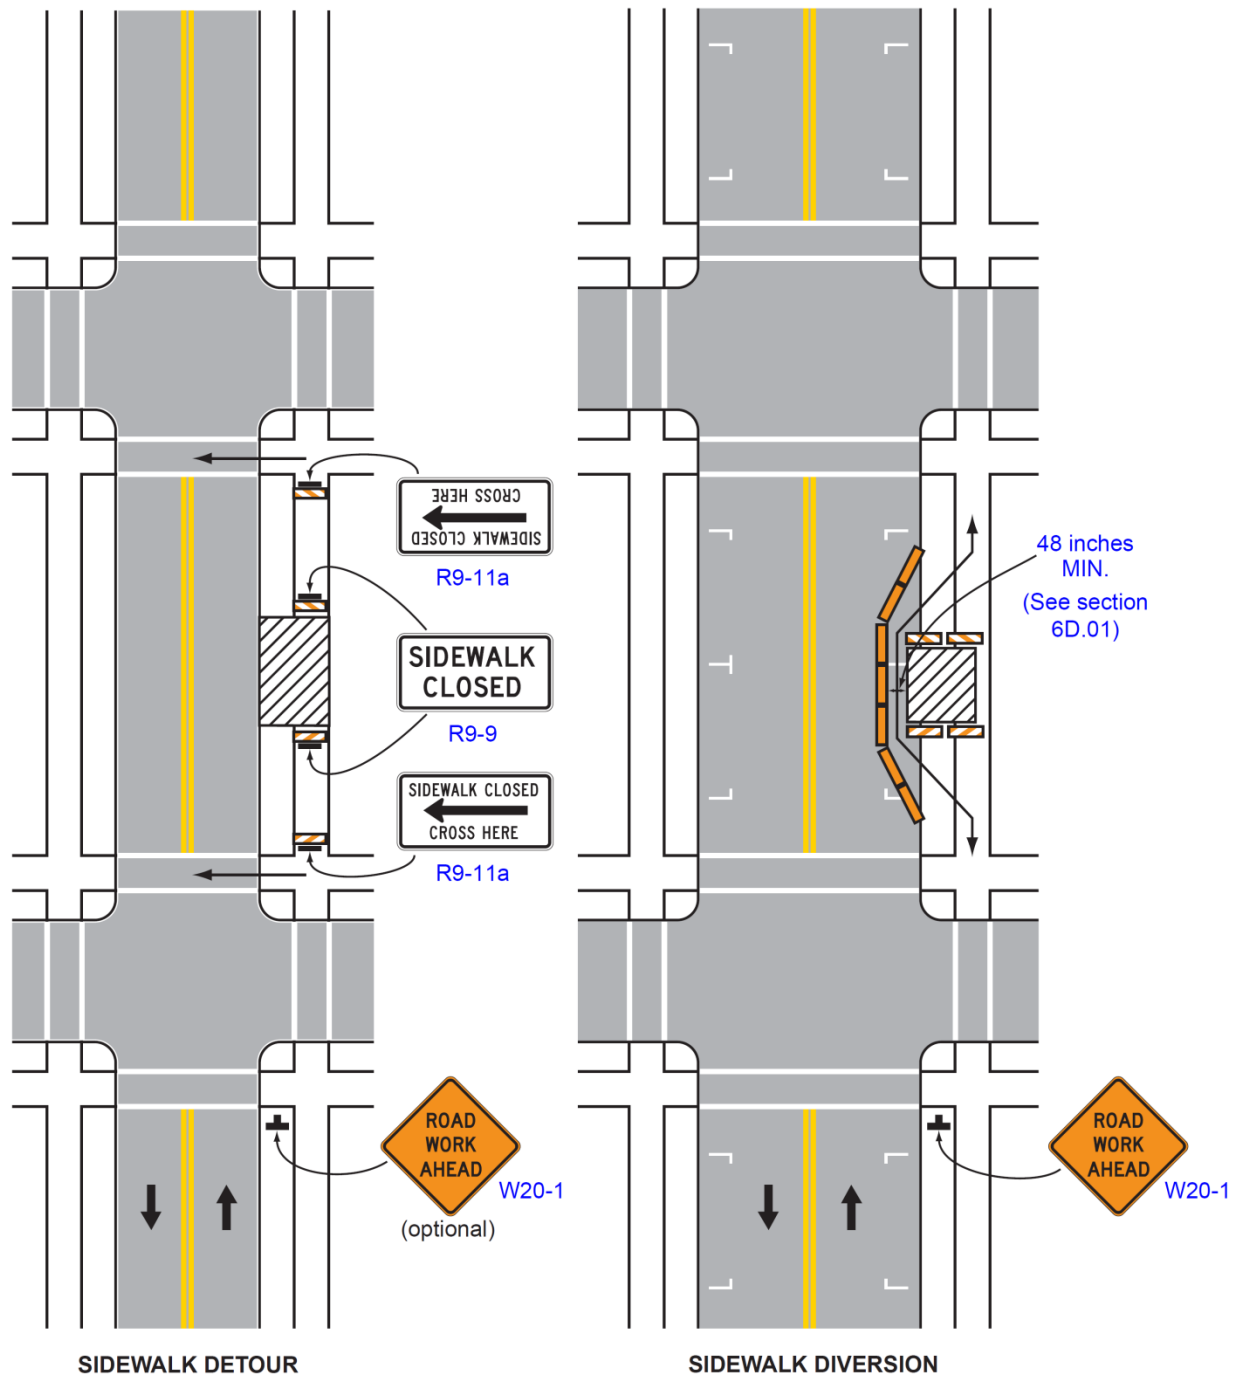 CROSS HERE
SIDEWALK CLOSED
R9-11a
SIDEWALK
CLOSED
R9-9
SIDEWALK CLOSED
CROSS HERE
R9-11a
ROAD
WORK
AHEAD
W20-1
(optional)
SIDEWALK DETOUR
48 inches
MIN.
(See section
6D.01)
ROAD
WORK
AHEAD
W20-1
SIDEWALK DIVERSION